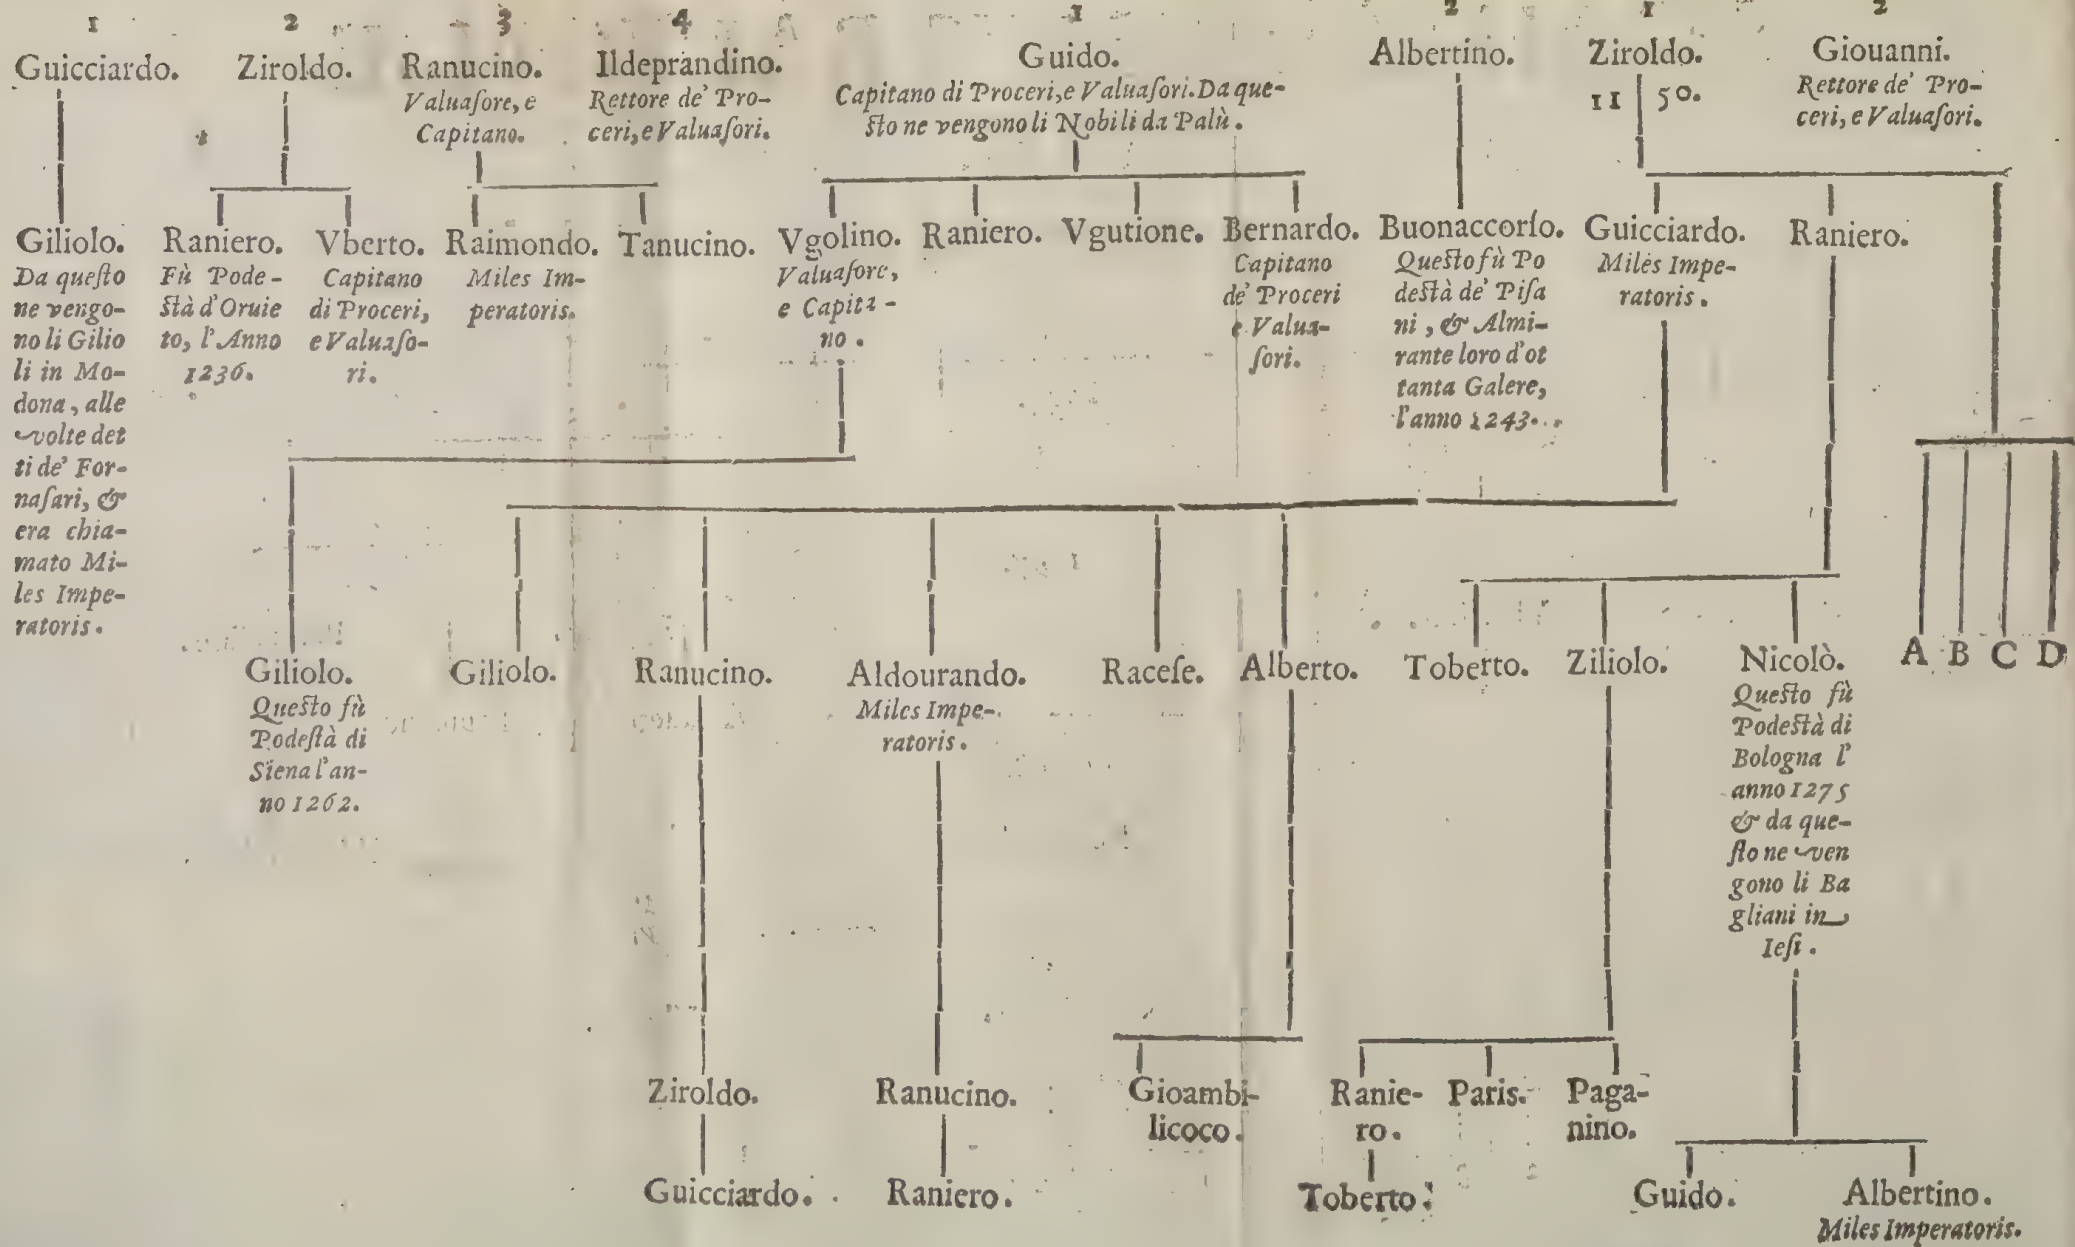 1 2 3 4 1 2 1 2
Guicciardo. Ziroldo. Ranucino. Ildeprandino. Guido. Albertino. Ziroldo. Giouanni.
Valuaſore, e
Capitano.
Rettore de' Pro-
ceri, e Valuaſori.
Capitano di Proceri, e Valuaſori. Da que-
ſto ne vengono li Nobili da Palù.
11 50.
Rettore de' Pro-
ceri, e Valuaſori.
Giliolo. Raniero. Vberto. Raimondo. Tanucino. Vgolino. Raniero. Vgutione. Bernardo. Buonaccorſo. Guicciardo. Raniero.
Da queſto
ne vengo-
no li Gilio
li in Mo-
dona, alle
volte det
ti de' For-
naſari, &
era chia-
mato Mi-
les Impe-
ratoris.
Fù Pode-
ſtà d'Oruie
to, l'Anno
1236.
Capitano
di Proceri,
e Valuaſo-
ri.
Miles Im-
peratoris.
Valuaſore,
e Capita-
no.
Capitano
de' Proceri
e Valua-
ſori.
Queſto fù Po
deſtà de' Piſa
ni, & Almi-
rante loro d'ot
tanta Galere,
l'anno 1243.
Miles Impe-
ratoris.
Giliolo. Giliolo. Ranucino. Aldourando. Raceſe. Alberto. Toberto. Ziliolo. Nicolò. A B C D
Queſto fù
Podeſtà di
Siena l'an-
no 1262.
Miles Impe-
ratoris.
Queſto fù
Podeſtà di
Bologna l'
anno 1275
& da que-
ſto ne ven
gono li Ba
gliani in
Ieſi.
Ziroldo. Ranucino. Gioambi-
licoco. Ranie-
ro. Paris. Paga-
nino.
Guicciardo. Raniero. Toberto. Guido. Albertino.
Miles Imperatoris.